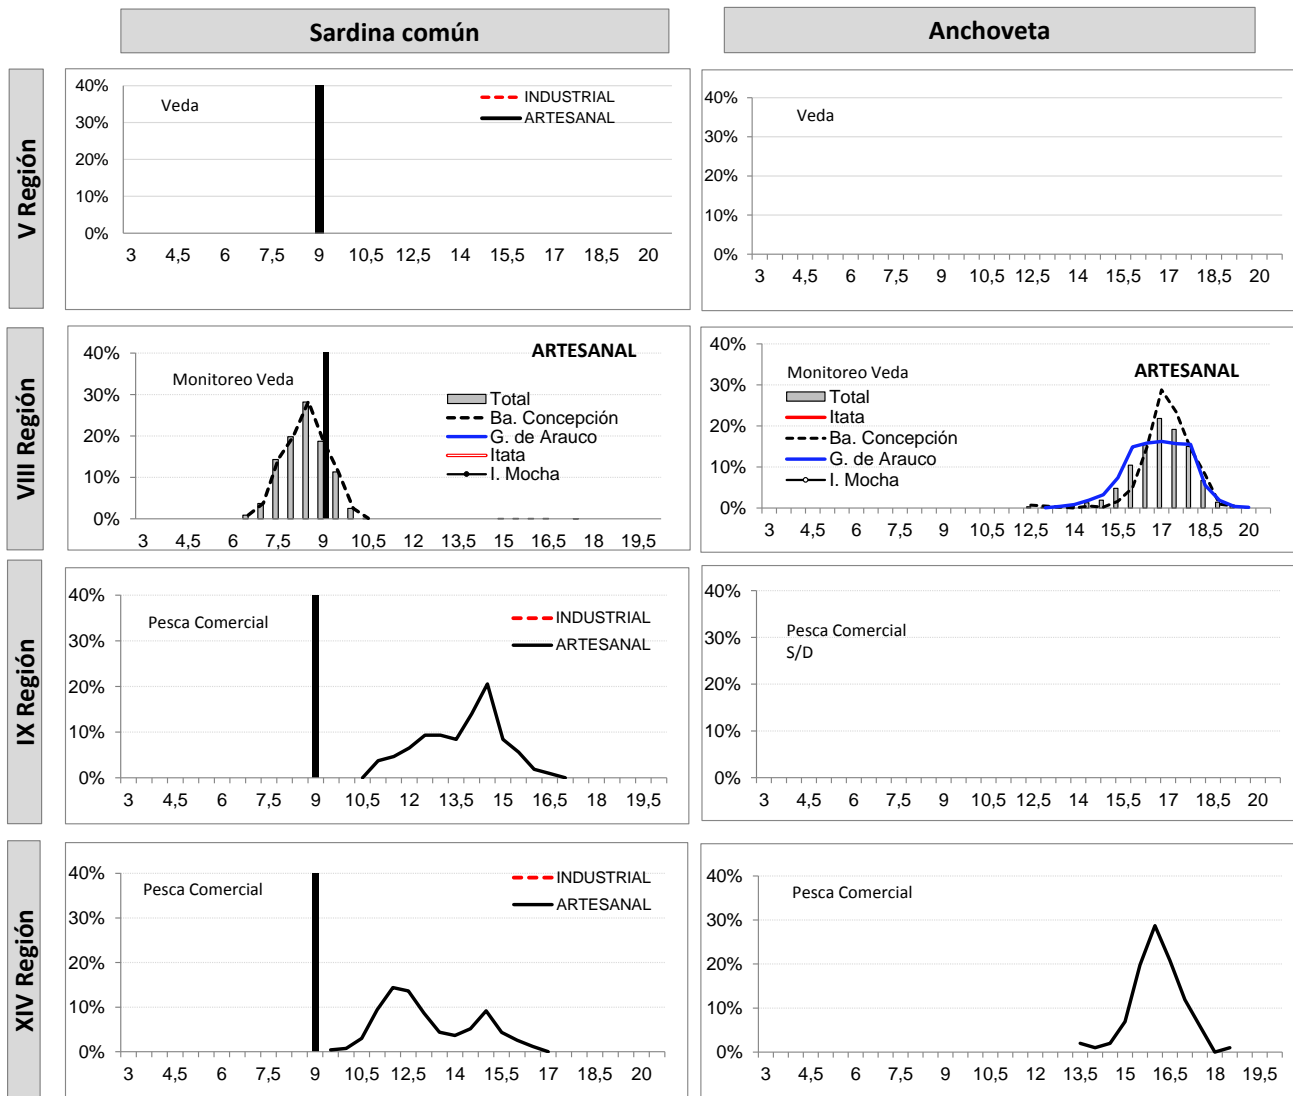 Sardina común
Anchoveta
V Región
40%
30%
20%
10%
0%
Veda
INDUSTRIAL
ARTESANAL
3 4,5 6 7,5 9 10,5 12,5 14 15,5 17 18,5 20
40%
30%
20%
10%
0%
Veda
3 4,5 6 7,5 9 10,5 12,5 14 15,5 17 18,5 20
VIII Región
40%
30%
20%
10%
0%
Monitoreo Veda
ARTESANAL
Total
Ba. Concepción
G. de Arauco
Itata
I. Mocha
3 4,5 6 7,5 9 10,5 12 13,5 15 16,5 18 19,5
40%
30%
20%
10%
0%
Monitoreo Veda
ARTESANAL
Total
Itata
Ba. Concepción
G. de Arauco
I. Mocha
3 4,5 6 7,5 9 10,5 12,5 14 15,5 17 18,5 20
IX Región
40%
30%
20%
10%
0%
Pesca Comercial
INDUSTRIAL
ARTESANAL
3 4,5 6 7,5 9 10,5 12 13,5 15 16,5 18 19,5
40%
30%
20%
10%
0%
Pesca Comercial
S/D
3 4,5 6 7,5 9 10,5 12,5 14 15,5 17 18,5 20
XIV Región
40%
30%
20%
10%
0%
Pesca Comercial
INDUSTRIAL
ARTESANAL
3 4,5 6 7,5 9 10,5 12 13,5 15 17 18,5 20
40%
30%
20%
10%
0%
Pesca Comercial
3 4,5 6 7,5 9 10,5 12 13,5 15 16,5 18 19,5